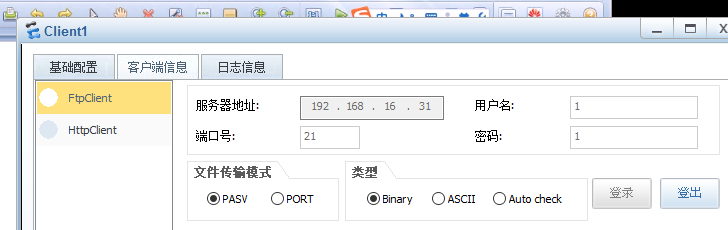 Client1
基础配置 客户端信息 日志信息
FtpClient
HttpClient
服务器地址: 192 . 168 . 16 . 31 用户名: 1
端口号: 21 密码: 1
文件传输模式 类型
PASV PORT Binary ASCII Auto check 登录 登出